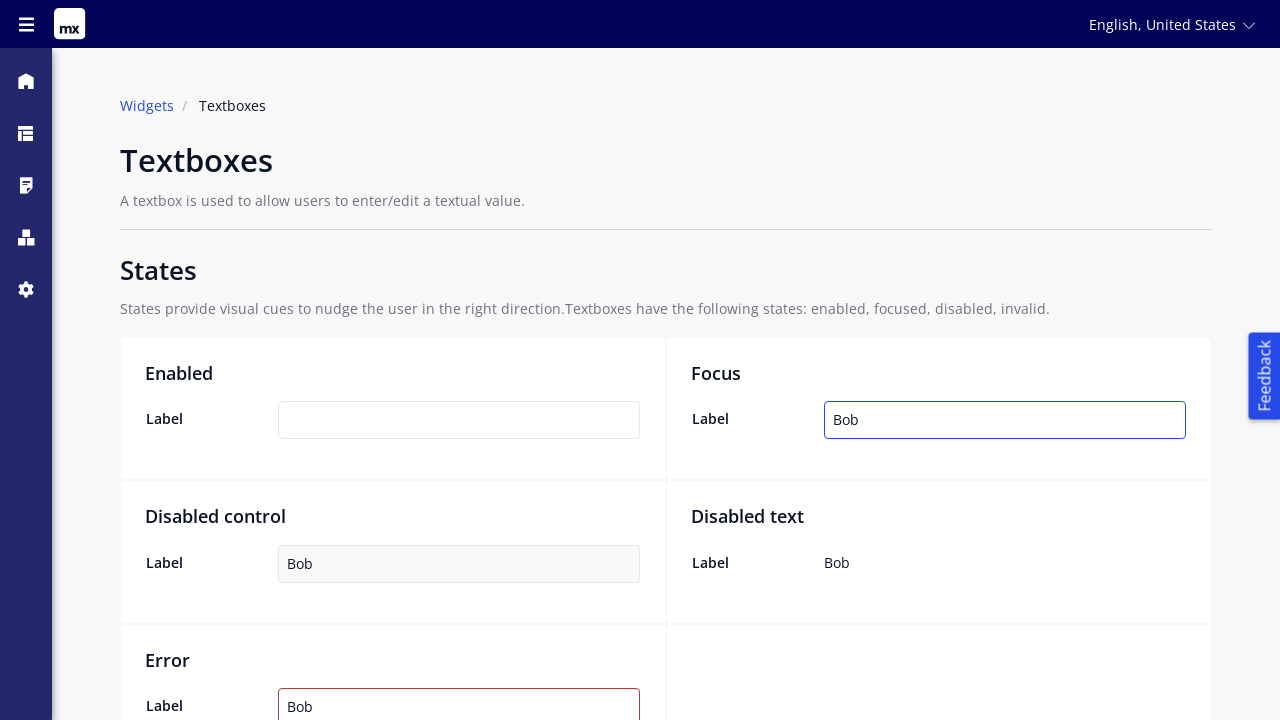 mx
English, United States
Widgets / Textboxes
Textboxes
A textbox is used to allow users to enter/edit a textual value.
States
States provide visual cues to nudge the user in the right direction.Textboxes have the following states: enabled, focused, disabled, invalid.
Feedback
Enabled
Label
Focus
Label Bob
Disabled control
Label Bob
Disabled text
Label Bob
Error
Label Bob